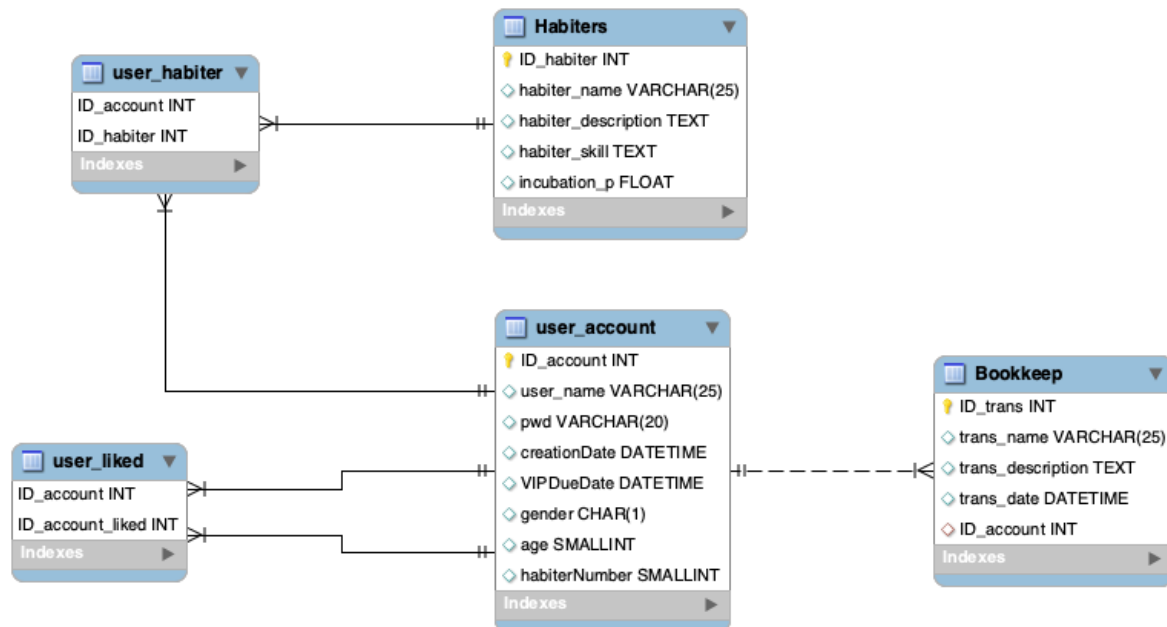 Habiters
ID_habiter INT
habiter_name VARCHAR(25)
habiter_description TEXT
habiter_skill TEXT
incubation_p FLOAT
Indexes
user_habiter
ID_account INT
ID_habiter INT
Indexes
user_account
ID_account INT
user_name VARCHAR(25)
pwd VARCHAR(20)
creationDate DATETIME
VIPDueDate DATETIME
gender CHAR(1)
age SMALLINT
habiterNumber SMALLINT
Indexes
Bookkeep
ID_trans INT
trans_name VARCHAR(25)
trans_description TEXT
trans_date DATETIME
ID_account INT
Indexes
user_liked
ID_account INT
ID_account_liked INT
Indexes